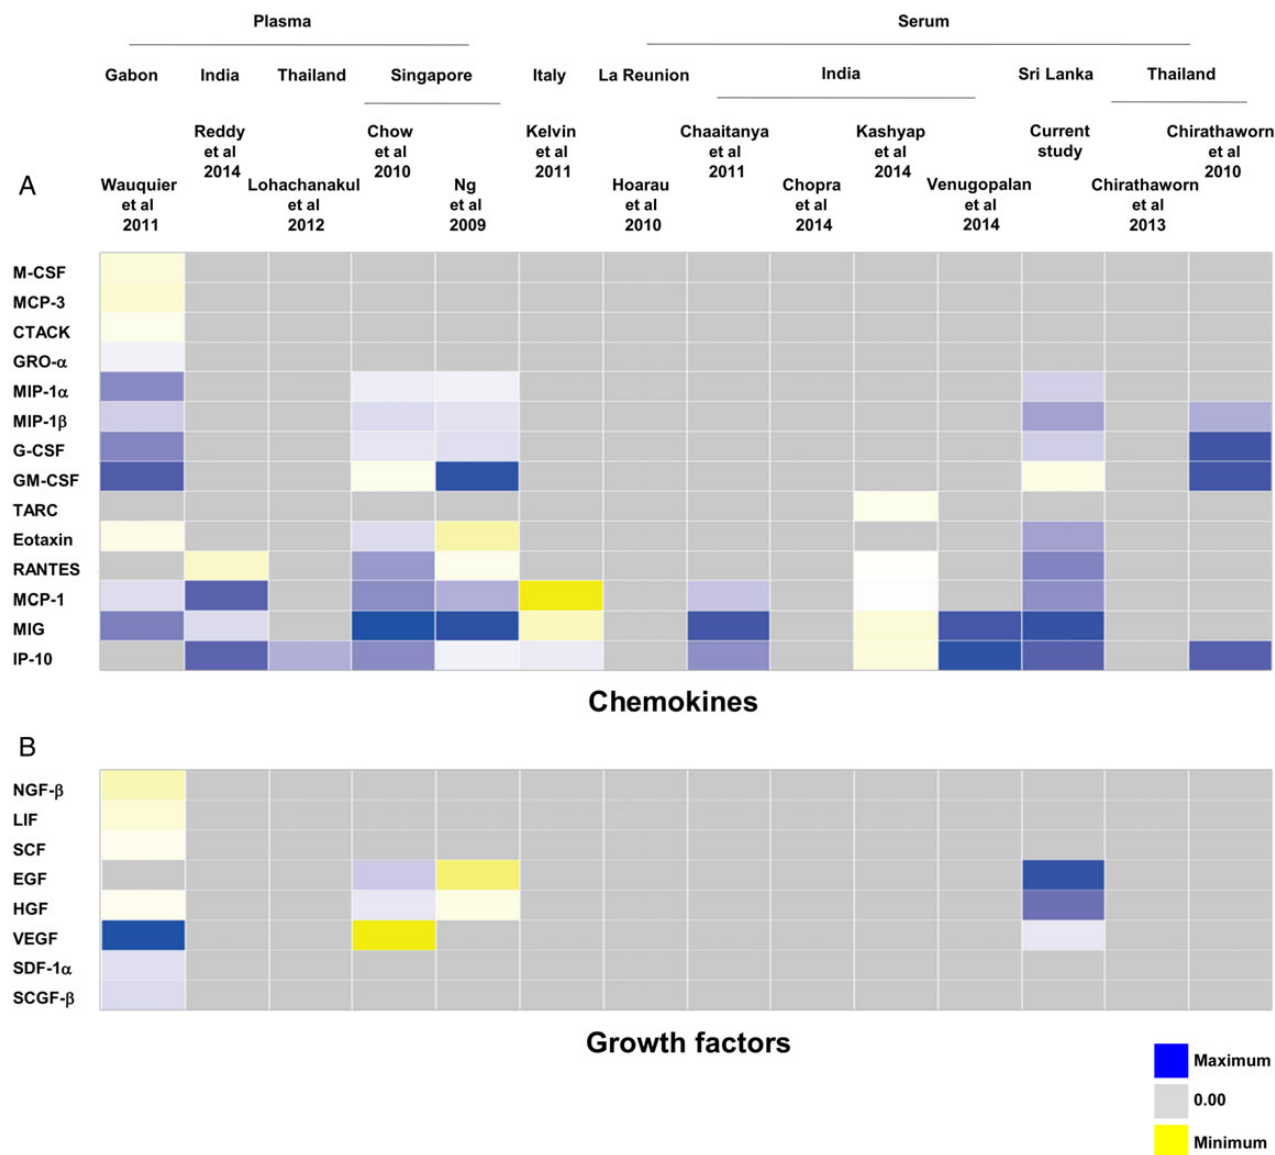 Plasma Serum
Gabon India Thailand Singapore Italy La Reunion India Sri Lanka Thailand
Reddy et al 2014
Chow et al 2010
Kelvin et al 2011
Chaaitanya et al 2011
Kashyap et al 2014
Current study
Chirathaworn et al 2010
A
Wauquier et al 2011
Lohachanakul et al 2012
Ng et al 2009
Hoarau et al 2010
Chopra et al 2014
Venugopalan et al 2014
Chirathaworn et al 2013
M-CSF
MCP-3
CTACK
GRO-α
MIP-1α
MIP-1β
G-CSF
GM-CSF
TARC
Eotaxin
RANTES
MCP-1
MIG
IP-10
Chemokines
B
NGF-β
LIF
SCF
EGF
HGF
VEGF
SDF-1α
SCGF-β
Growth factors
Maximum
0.00
Minimum